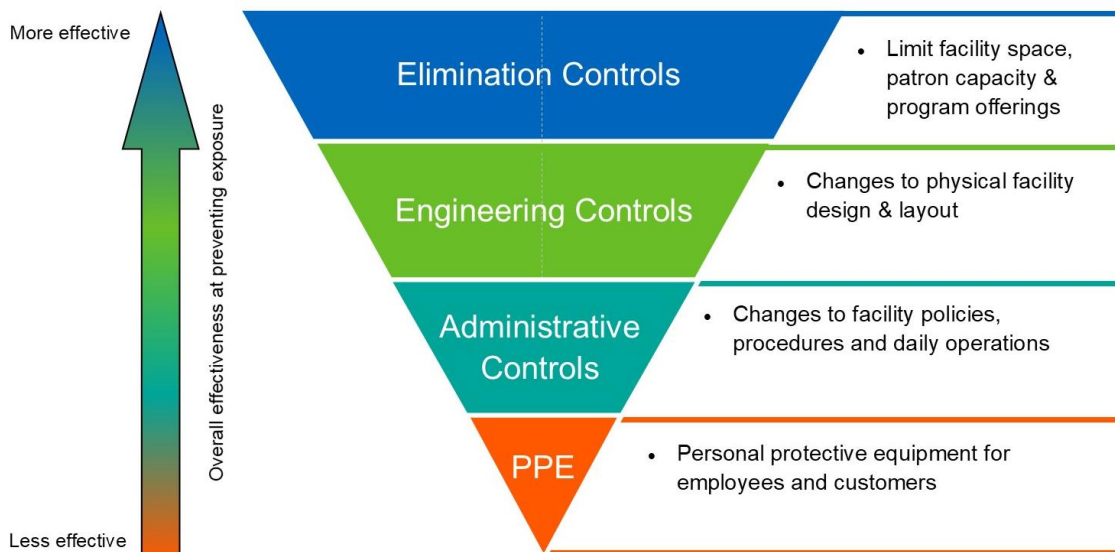 More effective
Overall effectiveness at preventing exposure
Less effective
Elimination Controls
• Limit facility space,
patron capacity &
program offerings
Engineering Controls
• Changes to physical facility
design & layout
Administrative
Controls
• Changes to facility policies,
procedures and daily operations
PPE
• Personal protective equipment for
employees and customers